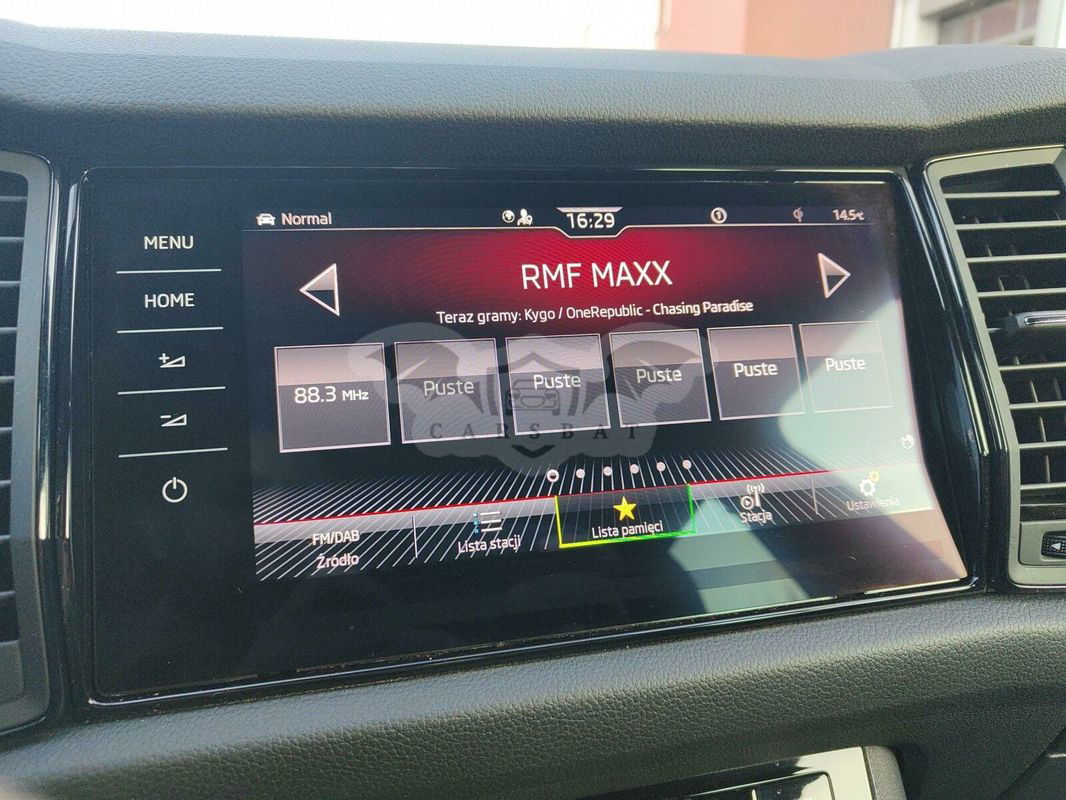 Normal
16:29
1
14.5°C
MENU
HOME
RMF MAXX
Teraz gramy: Kygo / OneRepublic - Chasing Paradise
88.3 MHz
Puste
Puste
Puste
Puste
Puste
CARSBAT
FM/DAB
Źródło
Lista stacji
Lista pamięci
Stacja
Ustawienia